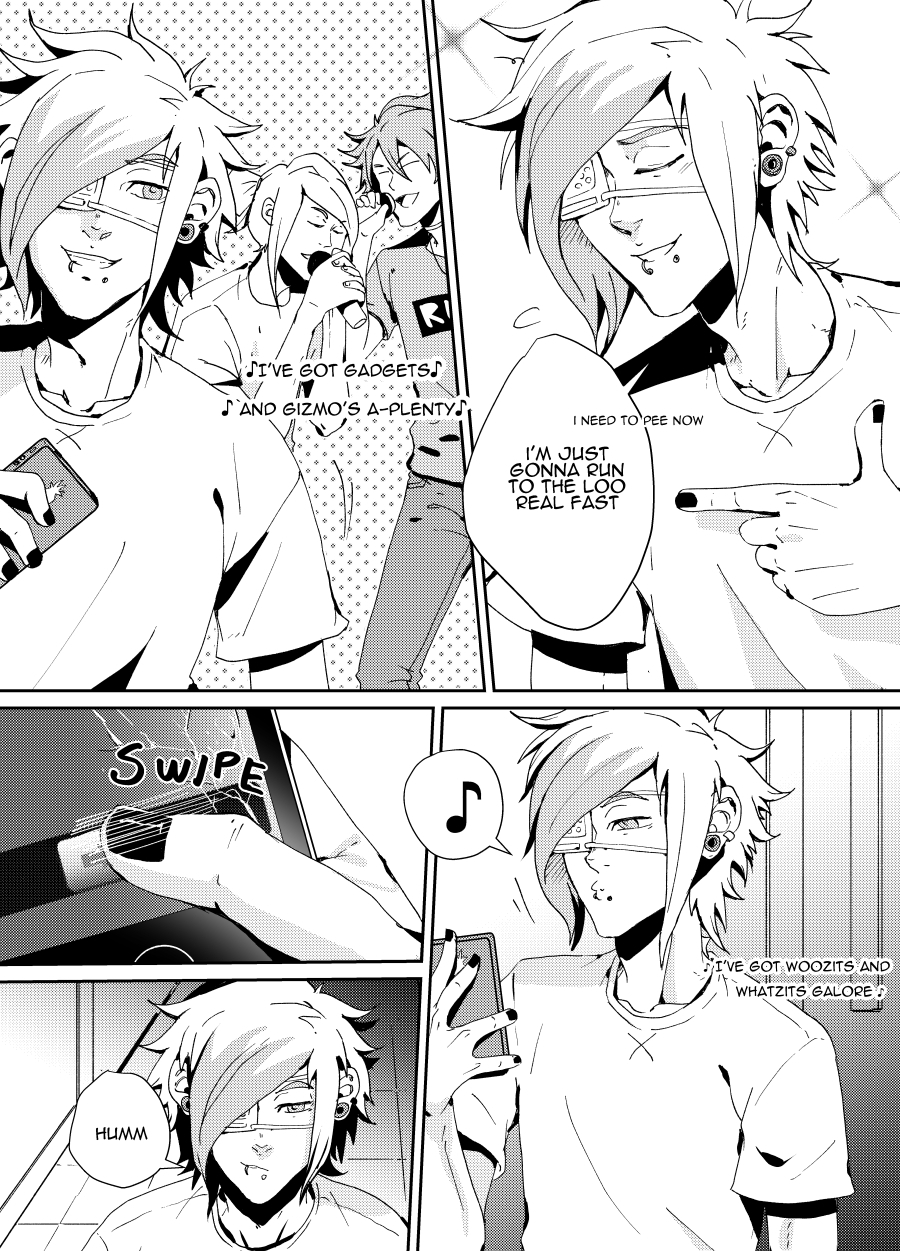 ♪I'VE GOT GADGETS♪
♪AND GIZMO'S A-PLENTY♪
I NEED TO PEE NOW
I'M JUST
GONNA RUN
TO THE LOO
REAL FAST
SWIPE
♪
♪I'VE GOT WOOZITS AND
WHATZITS GALORE♪
HUMM